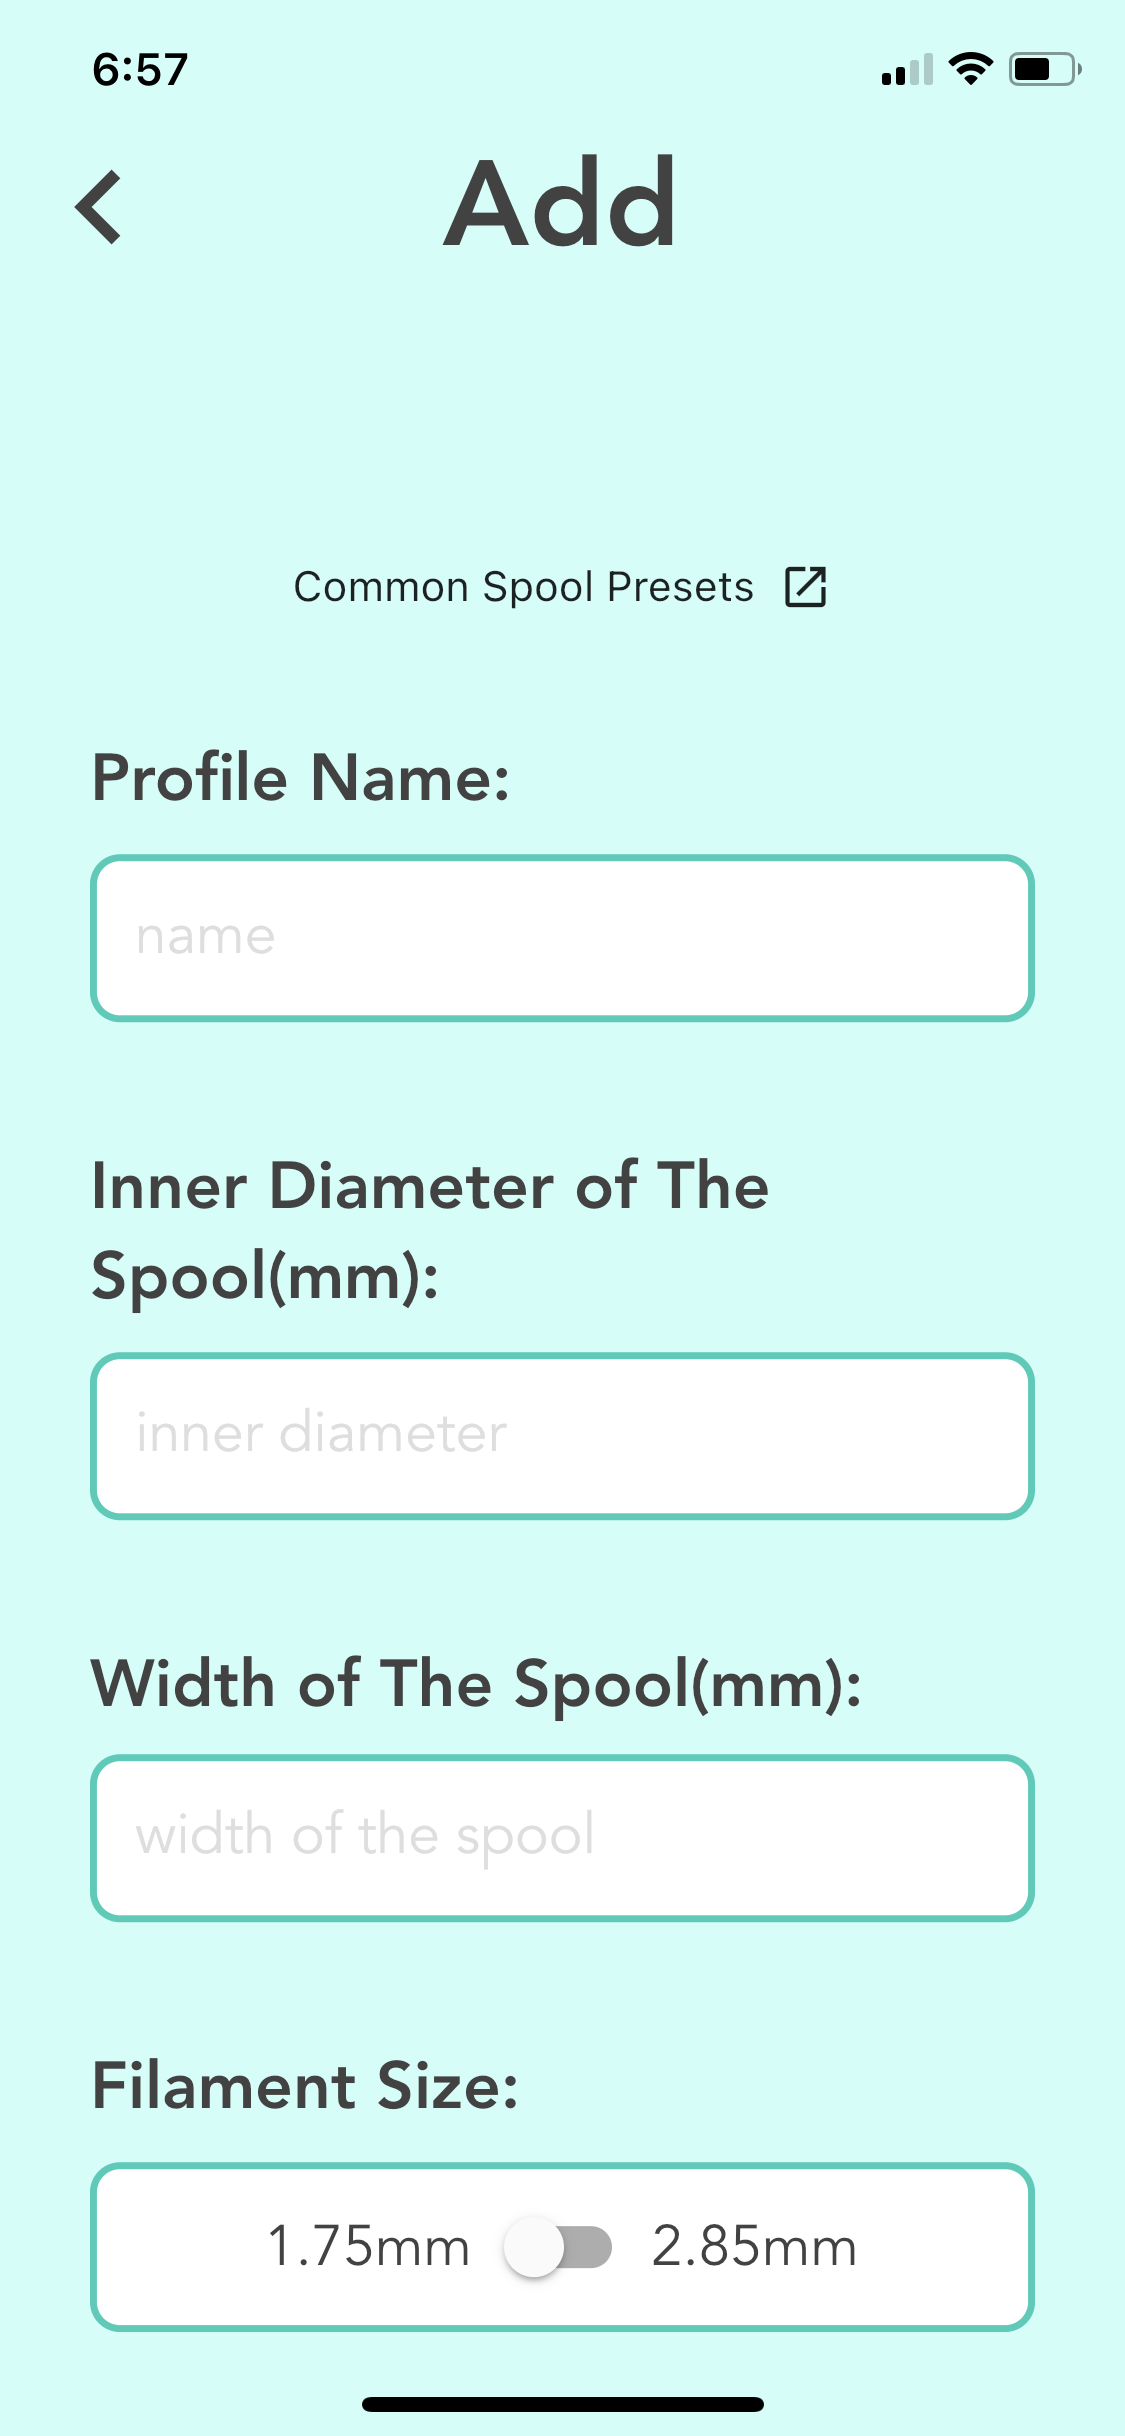 6:57
Add
Common Spool Presets
Profile Name:
name
Inner Diameter of The
Spool(mm):
inner diameter
Width of The Spool(mm):
width of the spool
Filament Size:
1.75mm 2.85mm